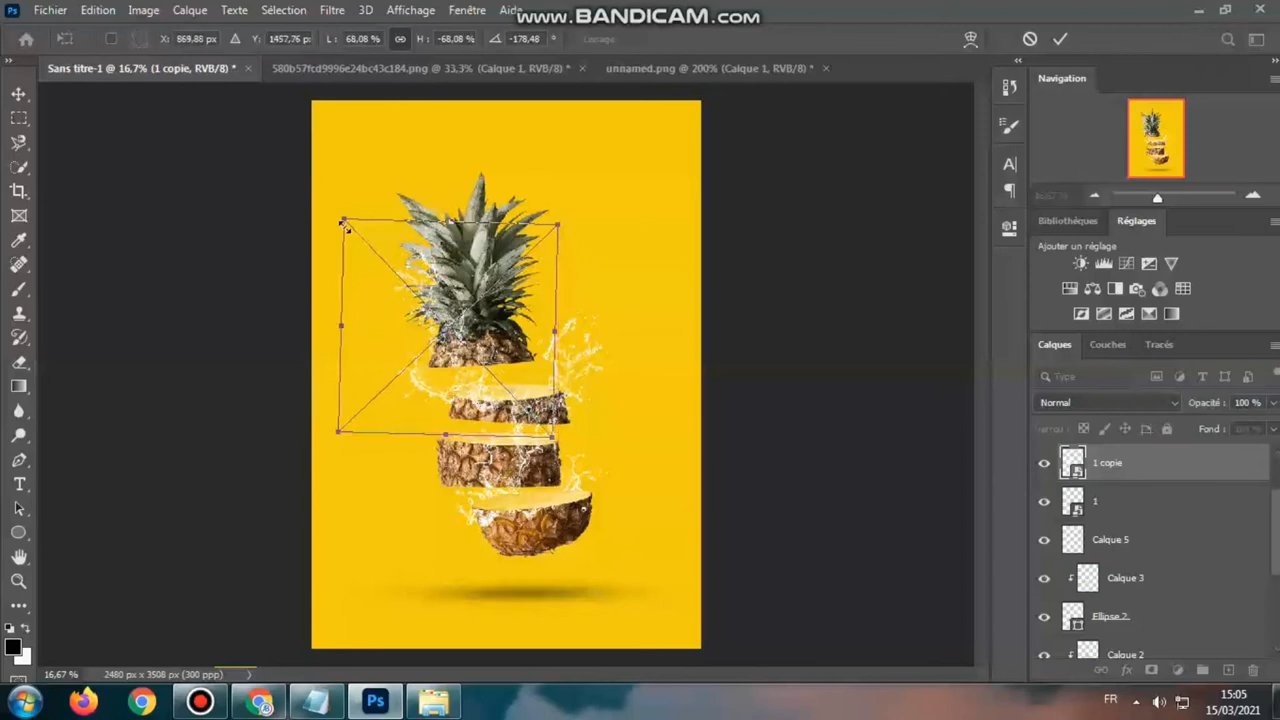 Ps Fichier Edition Image Calque Texte Sélection Filtre 3D Affichage Fenêtre Aide
www.BANDICAM.com
X: 869,88 px Y: 1457,76 px L: 68,08 % H: -68,08 % -178,48 °
Sans titre-1 @ 16,7% (1 copie, RVB/8) * 580b57fcd9996e24bc43c184.png @ 33,3% (Calque 1, RVB/8) * unnamed.png @ 200% (Calque 1, RVB/8) *
Navigation
Bibliothèques Réglages
Ajouter un réglage
Calques Couches Tracés
Type
Normal Opacité : 100 %
Fond :
1 copie
1
Calque 5
Calque 3
Ellipse 2
Calque 2
16,67 % 2480 px x 3508 px (300 ppp)
Ps
FR
15:05
15/03/2021